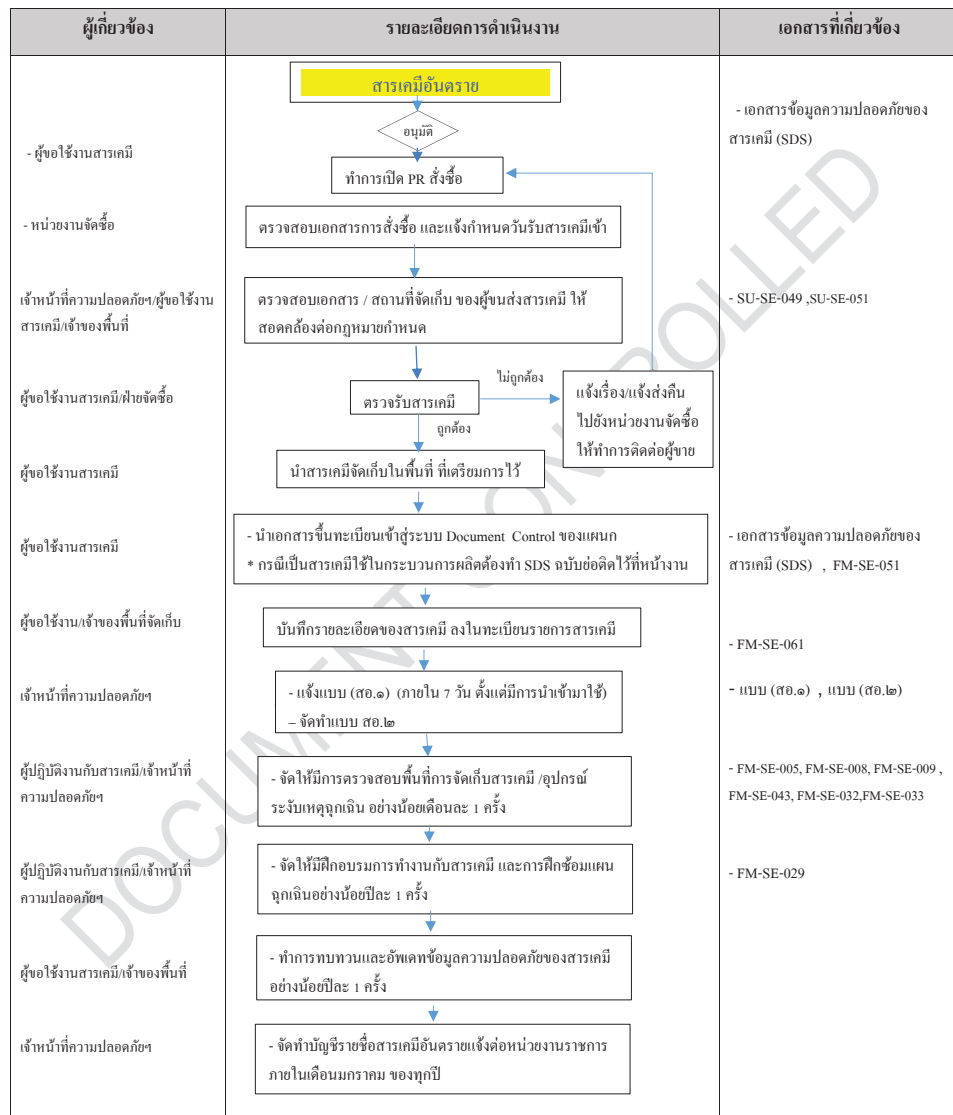 ผู้เกี่ยวข้อง
รายละเอียดการดำเนินงาน
เอกสารที่เกี่ยวข้อง
สารเคมีอันตราย
อนุมัติ
- เอกสารข้อมูลความปลอดภัยของ
สารเคมี (SDS)
- ผู้ขอใช้งานสารเคมี
ทำการเปิด PR สั่งซื้อ
- หน่วยงานจัดซื้อ
ตรวจสอบเอกสารการสั่งซื้อ และแจ้งกำหนดวันรับสารเคมีเข้า
เจ้าหน้าที่ความปลอดภัยฯ/ผู้ขอใช้งาน
สารเคมี/เจ้าของพื้นที่
ตรวจสอบเอกสาร / สถานที่จัดเก็บ ของผู้ขนส่งสารเคมี ให้
สอดคล้องต่อกฎหมายกำหนด
- SU-SE-049 ,SU-SE-051
ผู้ขอใช้งานสารเคมี/ฝ่ายจัดซื้อ
ตรวจรับสารเคมี
ไม่ถูกต้อง
แจ้งเรื่อง/แจ้งส่งคืน
ไปยังหน่วยงานจัดซื้อ
ให้ทำการติดต่อผู้ขาย
ถูกต้อง
ผู้ขอใช้งานสารเคมี
นำสารเคมีจัดเก็บในพื้นที่ ที่เตรียมการไว้
ผู้ขอใช้งานสารเคมี
- นำเอกสารขึ้นทะเบียนเข้าสู่ระบบ Document Control ของแผนก
* กรณีเป็นสารเคมีใช้ในกระบวนการผลิตต้องทำ SDS ฉบับย่อติดไว้ที่หน้างาน
- เอกสารข้อมูลความปลอดภัยของ
สารเคมี (SDS) , FM-SE-051
ผู้ขอใช้งาน/เจ้าของพื้นที่จัดเก็บ
บันทึกรายละเอียดของสารเคมี ลงในทะเบียนรายการสารเคมี
- FM-SE-061
เจ้าหน้าที่ความปลอดภัยฯ
- แจ้งแบบ (สอ.๑) (ภายใน 7 วัน ตั้งแต่มีการนำเข้ามาใช้)
– จัดทำแบบ สอ.๒
- แบบ (สอ.๑) , แบบ (สอ.๒)
ผู้ปฏิบัติงานกับสารเคมี/เจ้าหน้าที่
ความปลอดภัยฯ
- จัดให้มีการตรวจสอบพื้นที่การจัดเก็บสารเคมี /อุปกรณ์
ระงับเหตุฉุกเฉิน อย่างน้อยเดือนละ 1 ครั้ง
- FM-SE-005, FM-SE-008, FM-SE-009 ,
FM-SE-043, FM-SE-032,FM-SE-033
ผู้ปฏิบัติงานกับสารเคมี/เจ้าหน้าที่
ความปลอดภัยฯ
- จัดให้มีฝึกอบรมการทำงานกับสารเคมี และการฝึกซ้อมแผน
ฉุกเฉินอย่างน้อยปีละ 1 ครั้ง
- FM-SE-029
ผู้ขอใช้งานสารเคมี/เจ้าของพื้นที่
- ทำการทบทวนและอัพเดทข้อมูลความปลอดภัยของสารเคมี
อย่างน้อยปีละ 1 ครั้ง
เจ้าหน้าที่ความปลอดภัยฯ
- จัดทำบัญชีรายชื่อสารเคมีอันตรายแจ้งต่อหน่วยงานราชการ
ภายในเดือนมกราคม ของทุกปี
DOCUMENT CONTROLLED